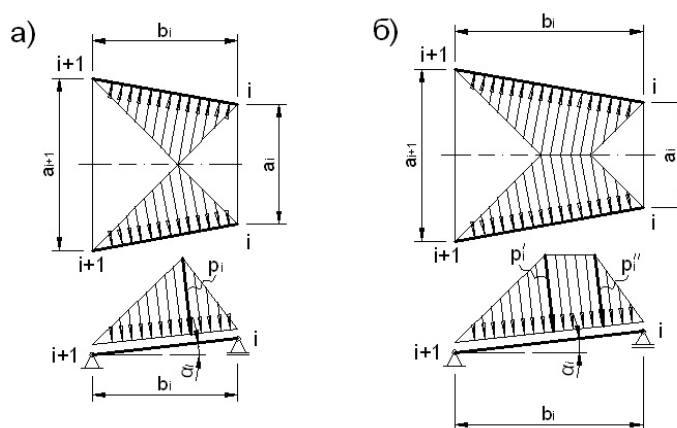 а)
bᵢ
i+1
i
aᵢ₊₁
aᵢ
i+1
i
pᵢ
i+1
i
αᵢ
bᵢ
б)
bᵢ
i+1
i
aᵢ₊₁
aᵢ
i+1
i
pᵢ′
pᵢ″
i+1
i
αᵢ
bᵢ